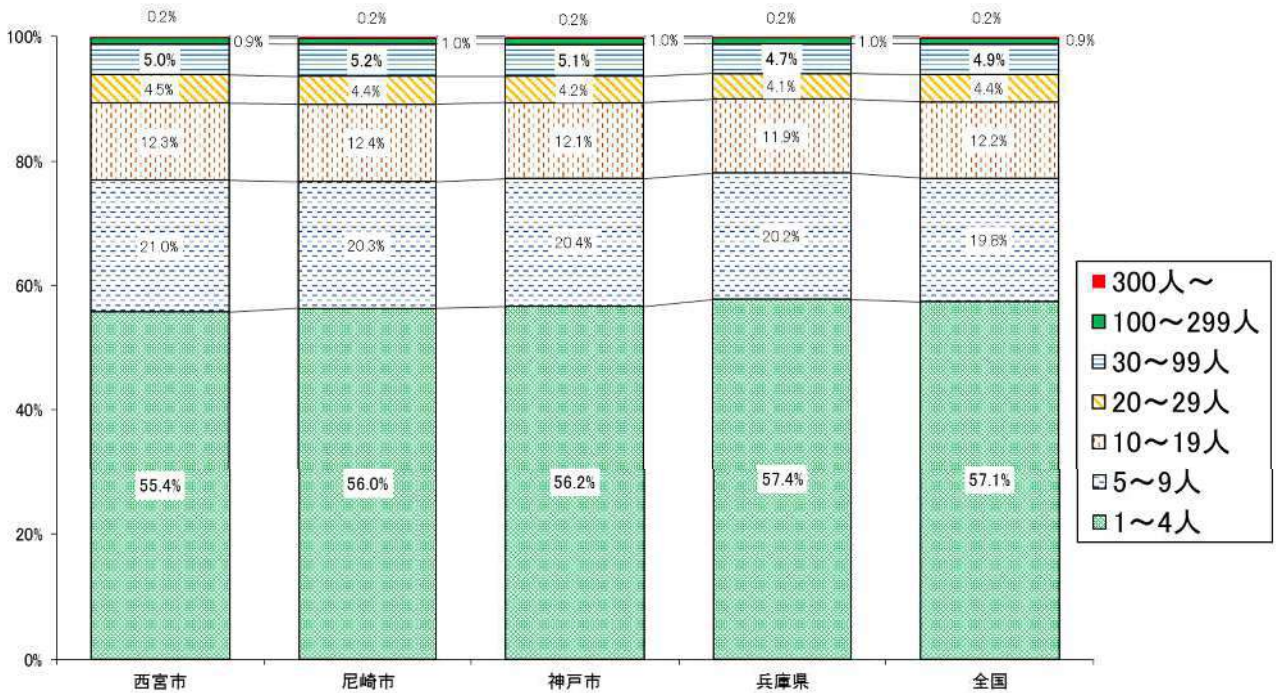 0.2% 0.2% 0.2% 0.2% 0.2%
100%
0.9% 1.0% 1.0% 1.0% 0.9%
5.0% 5.2% 5.1% 4.7% 4.9%
4.5% 4.4% 4.2% 4.1% 4.4%
12.3% 12.4% 12.1% 11.9% 12.2%
80%
21.0% 20.3% 20.4% 20.2% 19.8%
60%
300人～
100～299人
30～99人
20～29人
10～19人
5～9人
1～4人
40%
55.4% 56.0% 56.2% 57.4% 57.1%
20%
0%
西宮市 尼崎市 神戸市 兵庫県 全国